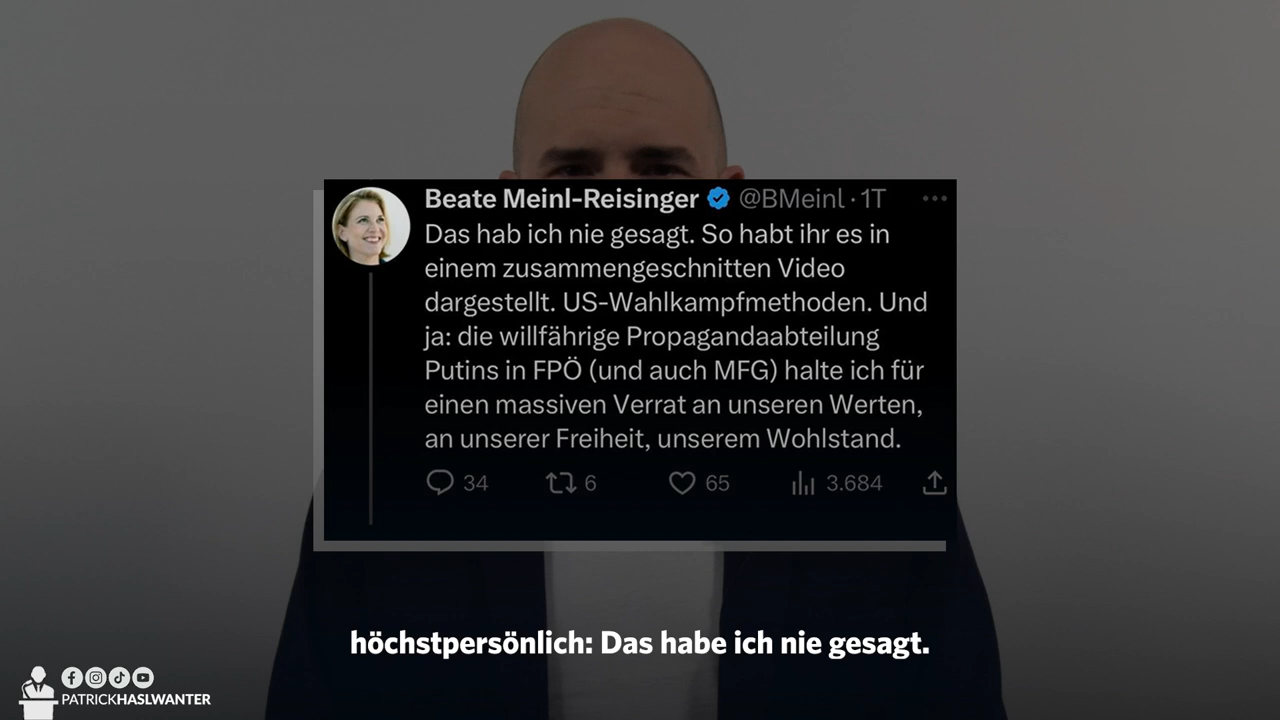 Beate Meinl-Reisinger @BMeinl · 1T
Das hab ich nie gesagt. So habt ihr es in
einem zusammengeschnitten Video
dargestellt. US-Wahlkampfmethoden. Und
ja: die willfährige Propagandaabteilung
Putins in FPÖ (und auch MFG) halte ich für
einen massiven Verrat an unseren Werten,
an unserer Freiheit, unserem Wohlstand.
34 6 65 3.684
höchstpersönlich: Das habe ich nie gesagt.
PATRICKHASLWANTER